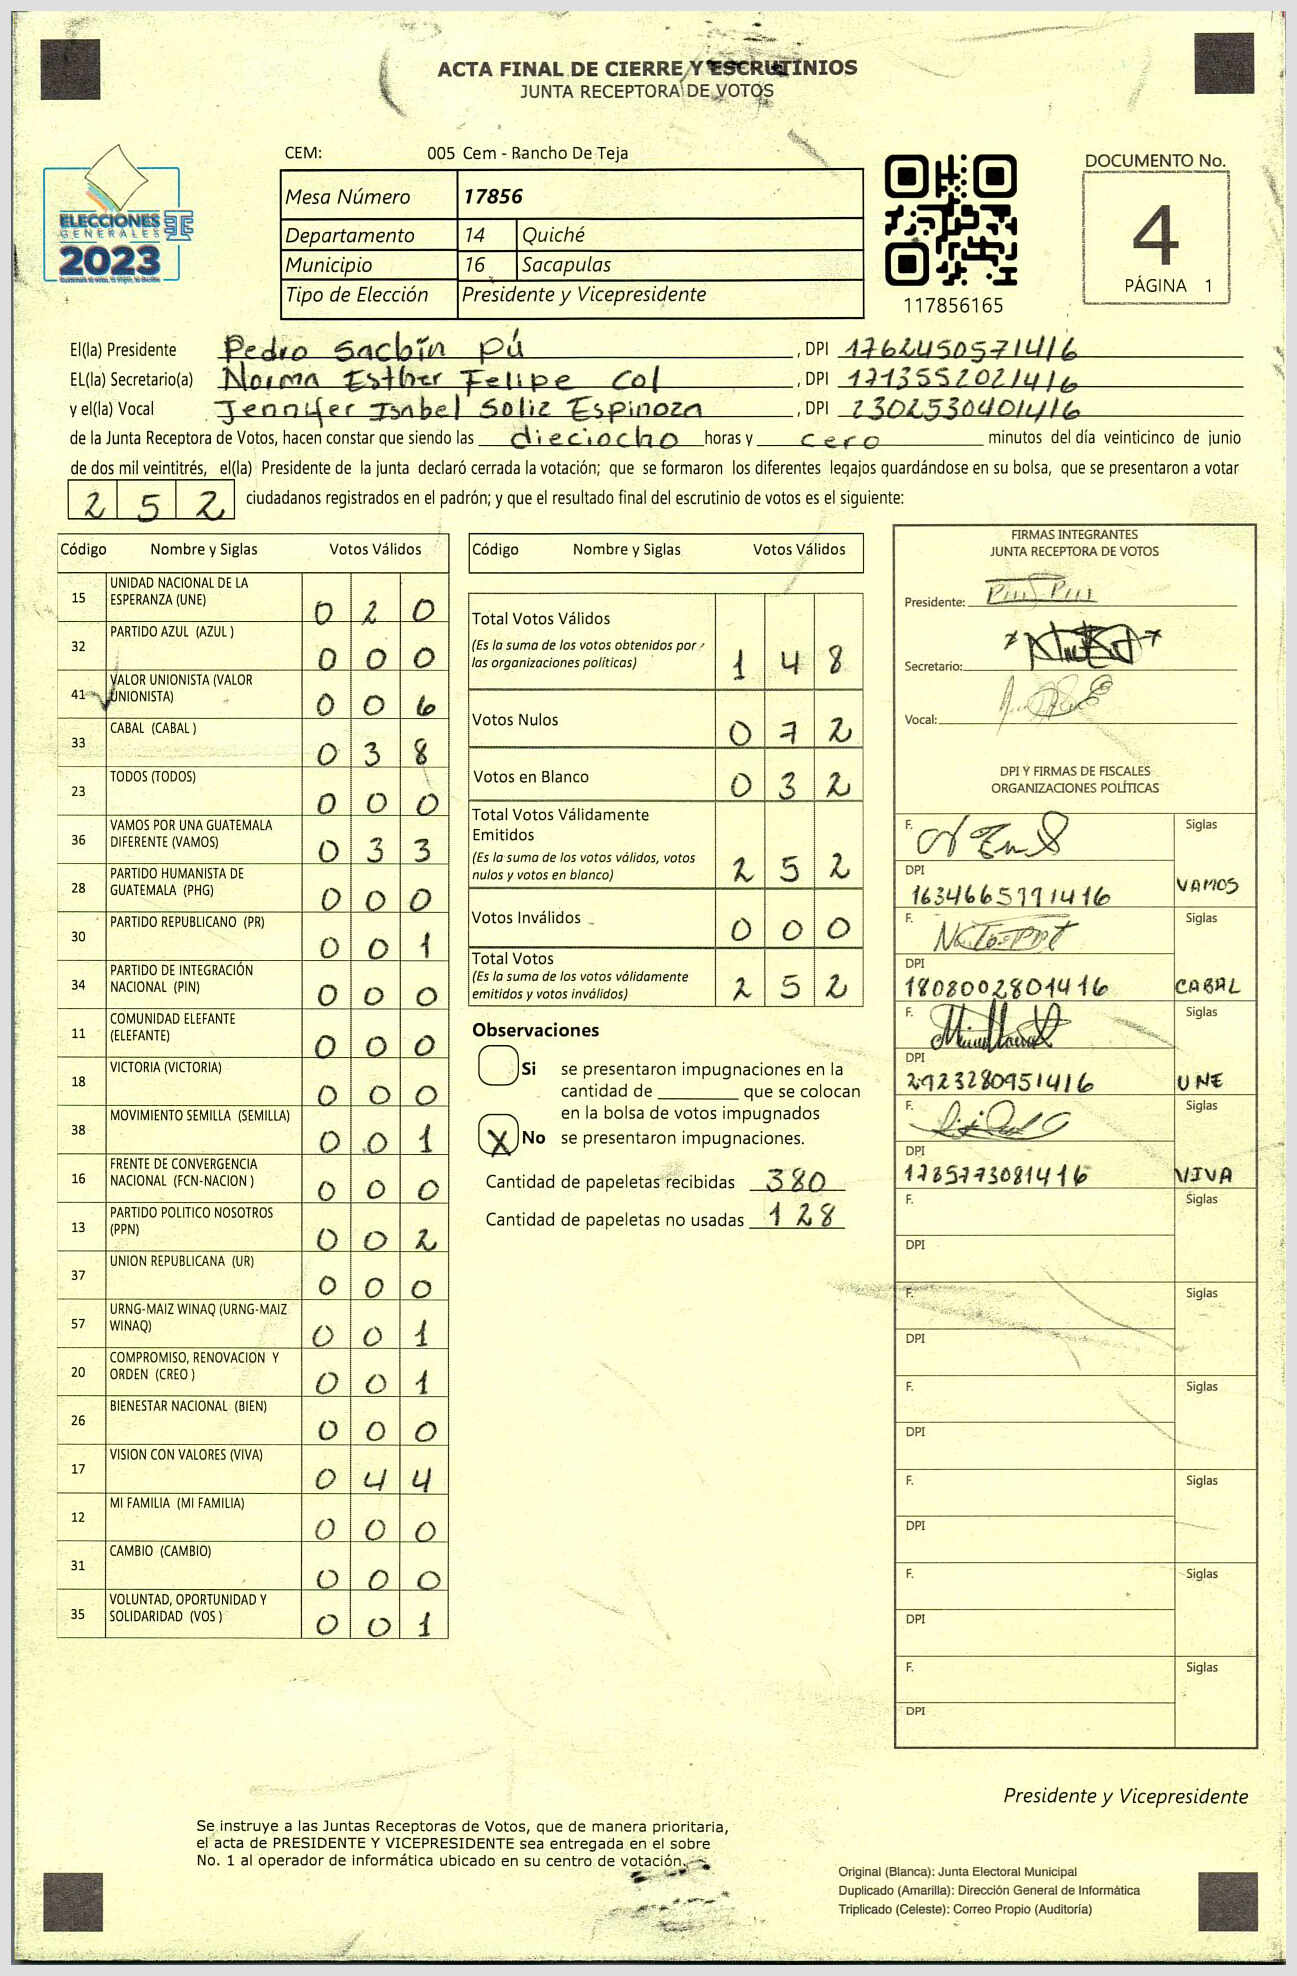 ACTA FINAL DE CIERRE Y ESCRUTINIOS
JUNTA RECEPTORA DE VOTOS
CEM: 005 Cem - Rancho De Teja
Mesa Número 17856
Departamento 14 Quiché
Municipio 16 Sacapulas
Tipo de Elección Presidente y Vicepresidente
ELECCIONES
GENERALES
2023
117856165
DOCUMENTO No.
4
PÁGINA 1
El(la) Presidente Pedro Sacbín Pú, DPI 1762450571416
EL(la) Secretario(a) Norma Esther Felipe Col, DPI 1713552021416
y el(la) Vocal Jennifer Isabel Soliz Espinoza, DPI 2302530401416
de la Junta Receptora de Votos, hacen constar que siendo las dieciocho horas y cero minutos del día veinticinco de junio
de dos mil veintitrés, el(la) Presidente de la junta declaró cerrada la votación; que se formaron los diferentes legajos guardándose en su bolsa, que se presentaron a votar
252 ciudadanos registrados en el padrón; y que el resultado final del escrutinio de votos es el siguiente:
Código Nombre y Siglas Votos Válidos
15 UNIDAD NACIONAL DE LA ESPERANZA (UNE) 0 2 0
32 PARTIDO AZUL (AZUL ) 0 0 0
41 VALOR UNIONISTA (VALOR UNIONISTA) 0 0 6
33 CABAL (CABAL ) 0 3 8
23 TODOS (TODOS) 0 0 0
36 VAMOS POR UNA GUATEMALA DIFERENTE (VAMOS) 0 3 3
28 PARTIDO HUMANISTA DE GUATEMALA (PHG) 0 0 0
30 PARTIDO REPUBLICANO (PR) 0 0 1
34 PARTIDO DE INTEGRACIÓN NACIONAL (PIN) 0 0 0
11 COMUNIDAD ELEFANTE (ELEFANTE) 0 0 0
18 VICTORIA (VICTORIA) 0 0 0
38 MOVIMIENTO SEMILLA (SEMILLA) 0 0 1
16 FRENTE DE CONVERGENCIA NACIONAL (FCN-NACION ) 0 0 0
13 PARTIDO POLITICO NOSOTROS (PPN) 0 0 2
37 UNION REPUBLICANA (UR) 0 0 0
57 URNG-MAIZ WINAQ (URNG-MAIZ WINAQ) 0 0 1
20 COMPROMISO, RENOVACION Y ORDEN (CREO ) 0 0 1
26 BIENESTAR NACIONAL (BIEN) 0 0 0
17 VISION CON VALORES (VIVA) 0 4 4
12 MI FAMILIA (MI FAMILIA) 0 0 0
31 CAMBIO (CAMBIO) 0 0 0
35 VOLUNTAD, OPORTUNIDAD Y SOLIDARIDAD (VOS ) 0 0 1
Código Nombre y Siglas Votos Válidos
Total Votos Válidos
(Es la suma de los votos obtenidos por
las organizaciones políticas) 1 4 8
Votos Nulos 0 7 2
Votos en Blanco 0 3 2
Total Votos Válidamente
Emitidos
(Es la suma de los votos válidos, votos
nulos y votos en blanco) 2 5 2
Votos Inválidos 0 0 0
Total Votos
(Es la suma de los votos válidamente
emitidos y votos inválidos) 2 5 2
Observaciones
Si se presentaron impugnaciones en la
cantidad de ________ que se colocan
en la bolsa de votos impugnados
X No se presentaron impugnaciones.
Cantidad de papeletas recibidas 380
Cantidad de papeletas no usadas 128
FIRMAS INTEGRANTES
JUNTA RECEPTORA DE VOTOS
Presidente:
Secretario:
Vocal:
DPI Y FIRMAS DE FISCALES
ORGANIZACIONES POLÍTICAS
F. Siglas
DPI
1634665791416 VAMOS
F. Siglas
DPI
1808002801416 CABAL
F. Siglas
DPI
2923280951416 UNE
F. Siglas
DPI
1785773081416 VIVA
F. Siglas
DPI
F. Siglas
DPI
F. Siglas
DPI
F. Siglas
DPI
F. Siglas
DPI
F. Siglas
DPI
Presidente y Vicepresidente
Se instruye a las Juntas Receptoras de Votos, que de manera prioritaria,
el acta de PRESIDENTE Y VICEPRESIDENTE sea entregada en el sobre
No. 1 al operador de informática ubicado en su centro de votación.
Original (Blanca): Junta Electoral Municipal
Duplicado (Amarilla): Dirección General de Informática
Triplicado (Celeste): Correo Propio (Auditoría)